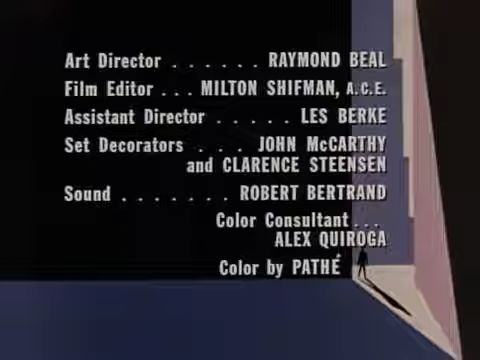 Art Director . . . . . . RAYMOND BEAL
Film Editor . . . MILTON SHIFMAN, A.C.E.
Assistant Director . . . . . LES BERKE
Set Decorators . . . JOHN McCARTHY
and CLARENCE STEENSEN
Sound . . . . . . . ROBERT BERTRAND
Color Consultant . . .
ALEX QUIROGA
Color by PATHÉ